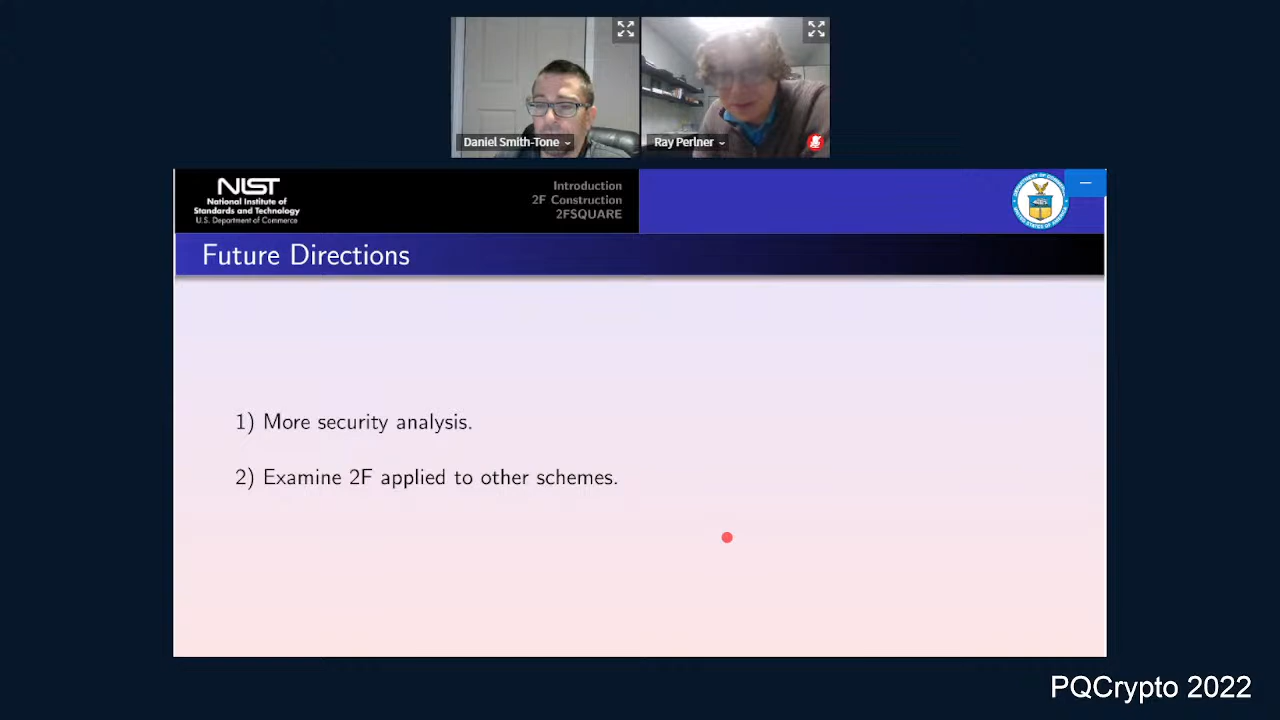 Daniel Smith-Tone
Ray Perlner
NIST
National Institute of
Standards and Technology
U.S. Department of Commerce
Introduction
2F Construction
2FSQUARE
Future Directions
1) More security analysis.
2) Examine 2F applied to other schemes.
PQCrypto 2022